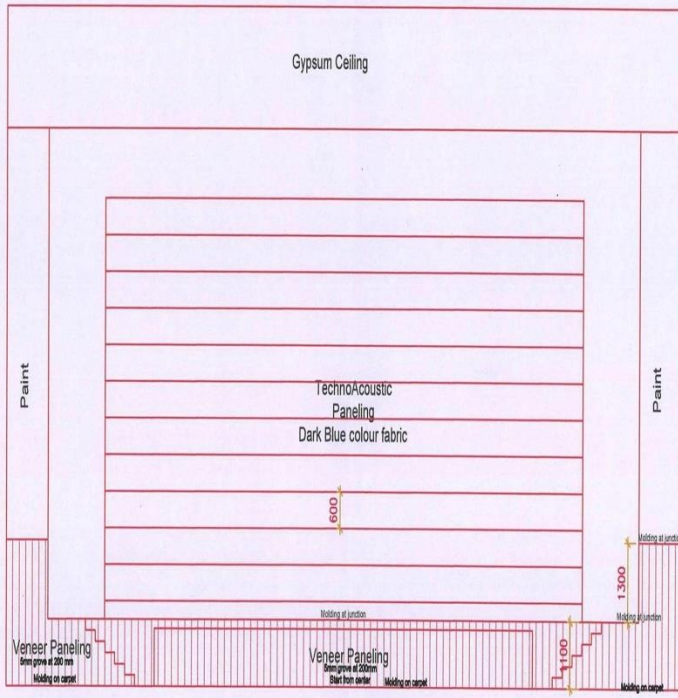 Gypsum Ceiling
Paint
Paint
TechnoAcoustic
Paneling
Dark Blue colour fabric
600
Molding at junction
1300
Molding at junction
Molding at junction
1100
Veneer Paneling
5mm grove at 200 mm
Molding on carpet
Veneer Paneling
5mm grove at 200mm
Start from center
Molding on carpet
Molding on carpet